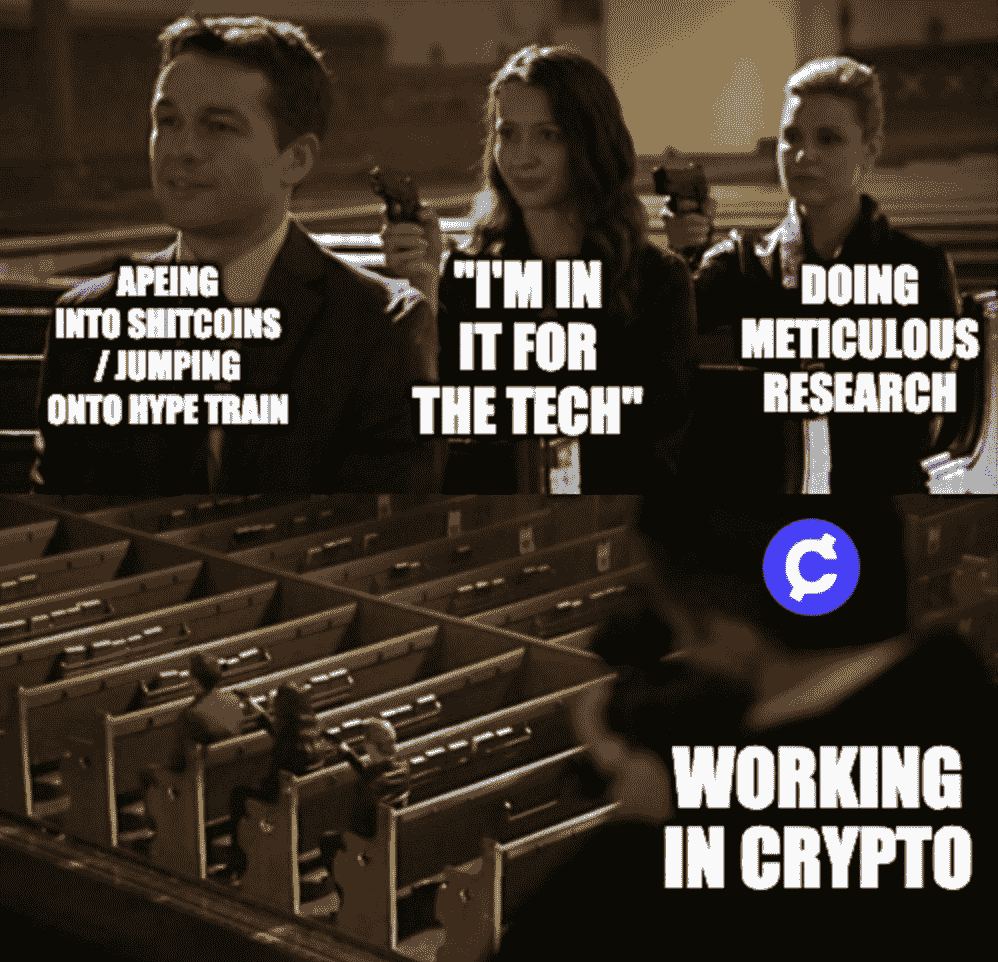 APEING
INTO SHITCOINS
/ JUMPING
ONTO HYPE TRAIN
"I'M IN
IT FOR
THE TECH"
DOING
METICULOUS
RESEARCH
WORKING
IN CRYPTO